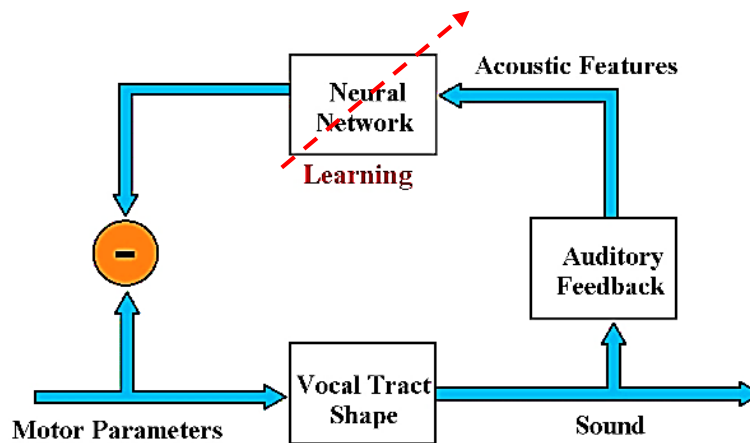 Neural
Network
Learning
Acoustic Features
Auditory
Feedback
-
Vocal Tract
Shape
Motor Parameters
Sound